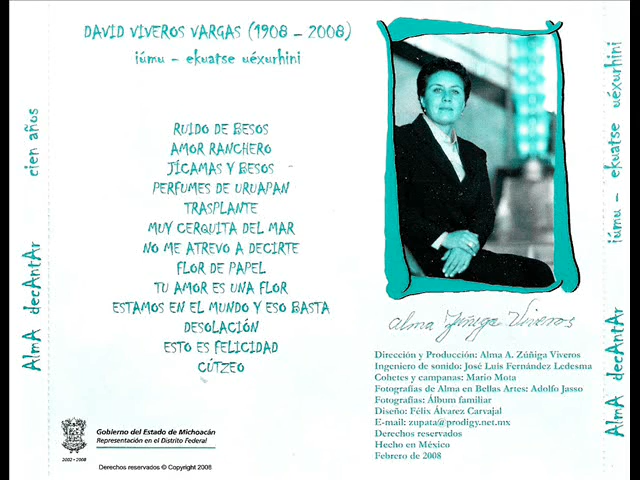 DAVID VIVEROS VARGAS (1908 - 2008)
iúmu - ekuatse uéxurhini
RUIDO DE BESOS
AMOR RANCHERO
JÍCAMAS Y BESOS
PERFUMES DE URUAPAN
TRASPLANTE
MUY CERQUITA DEL MAR
NO ME ATREVO A DECIRTE
FLOR DE PAPEL
TU AMOR ES UNA FLOR
ESTAMOS EN EL MUNDO Y ESO BASTA
DESOLACIÓN
ESTO ES FELICIDAD
CÚTZEO
AlmA decAntAr cien años
Gobierno del Estado de Michoacán
Representación en el Distrito Federal
2002 • 2008
Derechos reservados © Copyright 2008
alma Zúñiga Viveros
Dirección y Producción: Alma A. Zúñiga Viveros
Ingeniero de sonido: José Luis Fernández Ledesma
Cohetes y campanas: Mario Mota
Fotografías de Alma en Bellas Artes: Adolfo Jasso
Fotografías: Álbum familiar
Diseño: Félix Álvarez Carvajal
E-mail: zupata@prodigy.net.mx
Derechos reservados
Hecho en México
Febrero de 2008
AlmA decAntAr iúmu - ekuatse uéxurhini